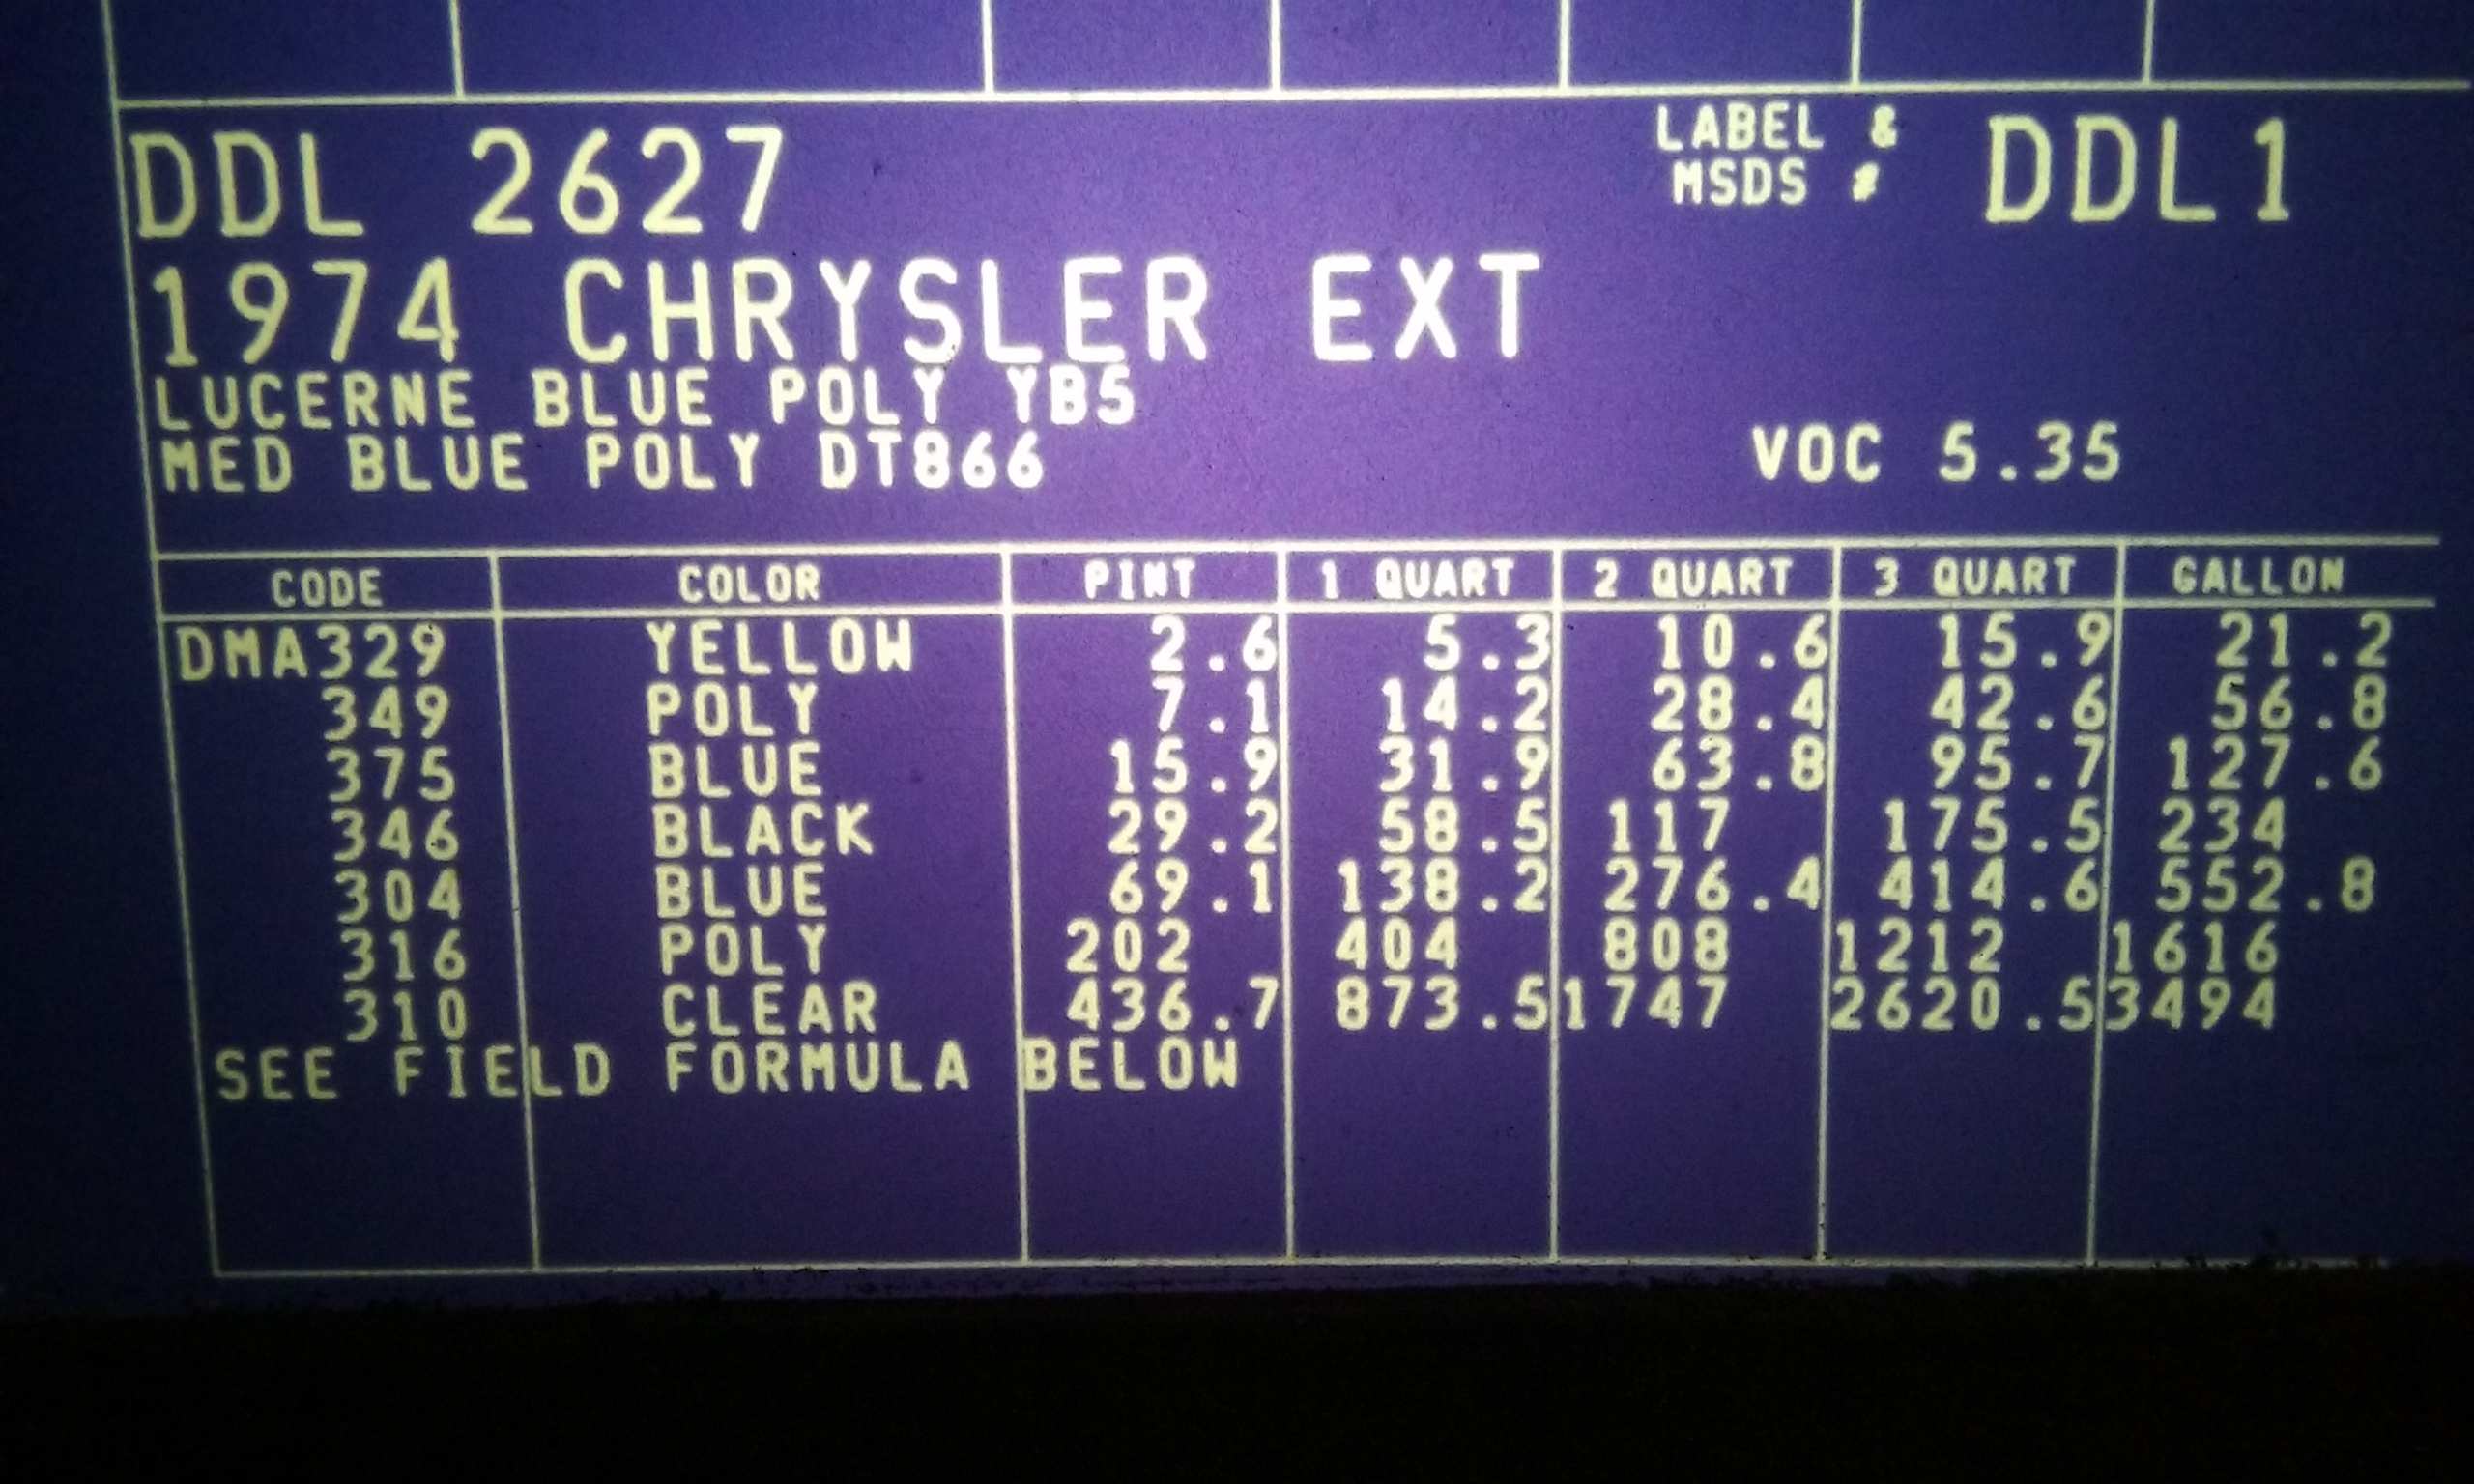 DDL 2627 LABEL & MSDS # DDL1
1974 CHRYSLER EXT
LUCERNE BLUE POLY YB5
MED BLUE POLY DT866 VOC 5.35
CODE COLOR PINT 1 QUART 2 QUART 3 QUART GALLON
DMA329 YELLOW 2.6 5.3 10.6 15.9 21.2
349 POLY 7.1 14.2 28.4 42.6 56.8
375 BLUE 15.9 31.9 63.8 95.7 127.6
346 BLACK 29.2 58.5 117 175.5 234
304 BLUE 69.1 138.2 276.4 414.6 552.8
316 POLY 202 404 808 1212 1616
310 CLEAR 436.7 873.5 1747 2620.5 3494
SEE FIELD FORMULA BELOW